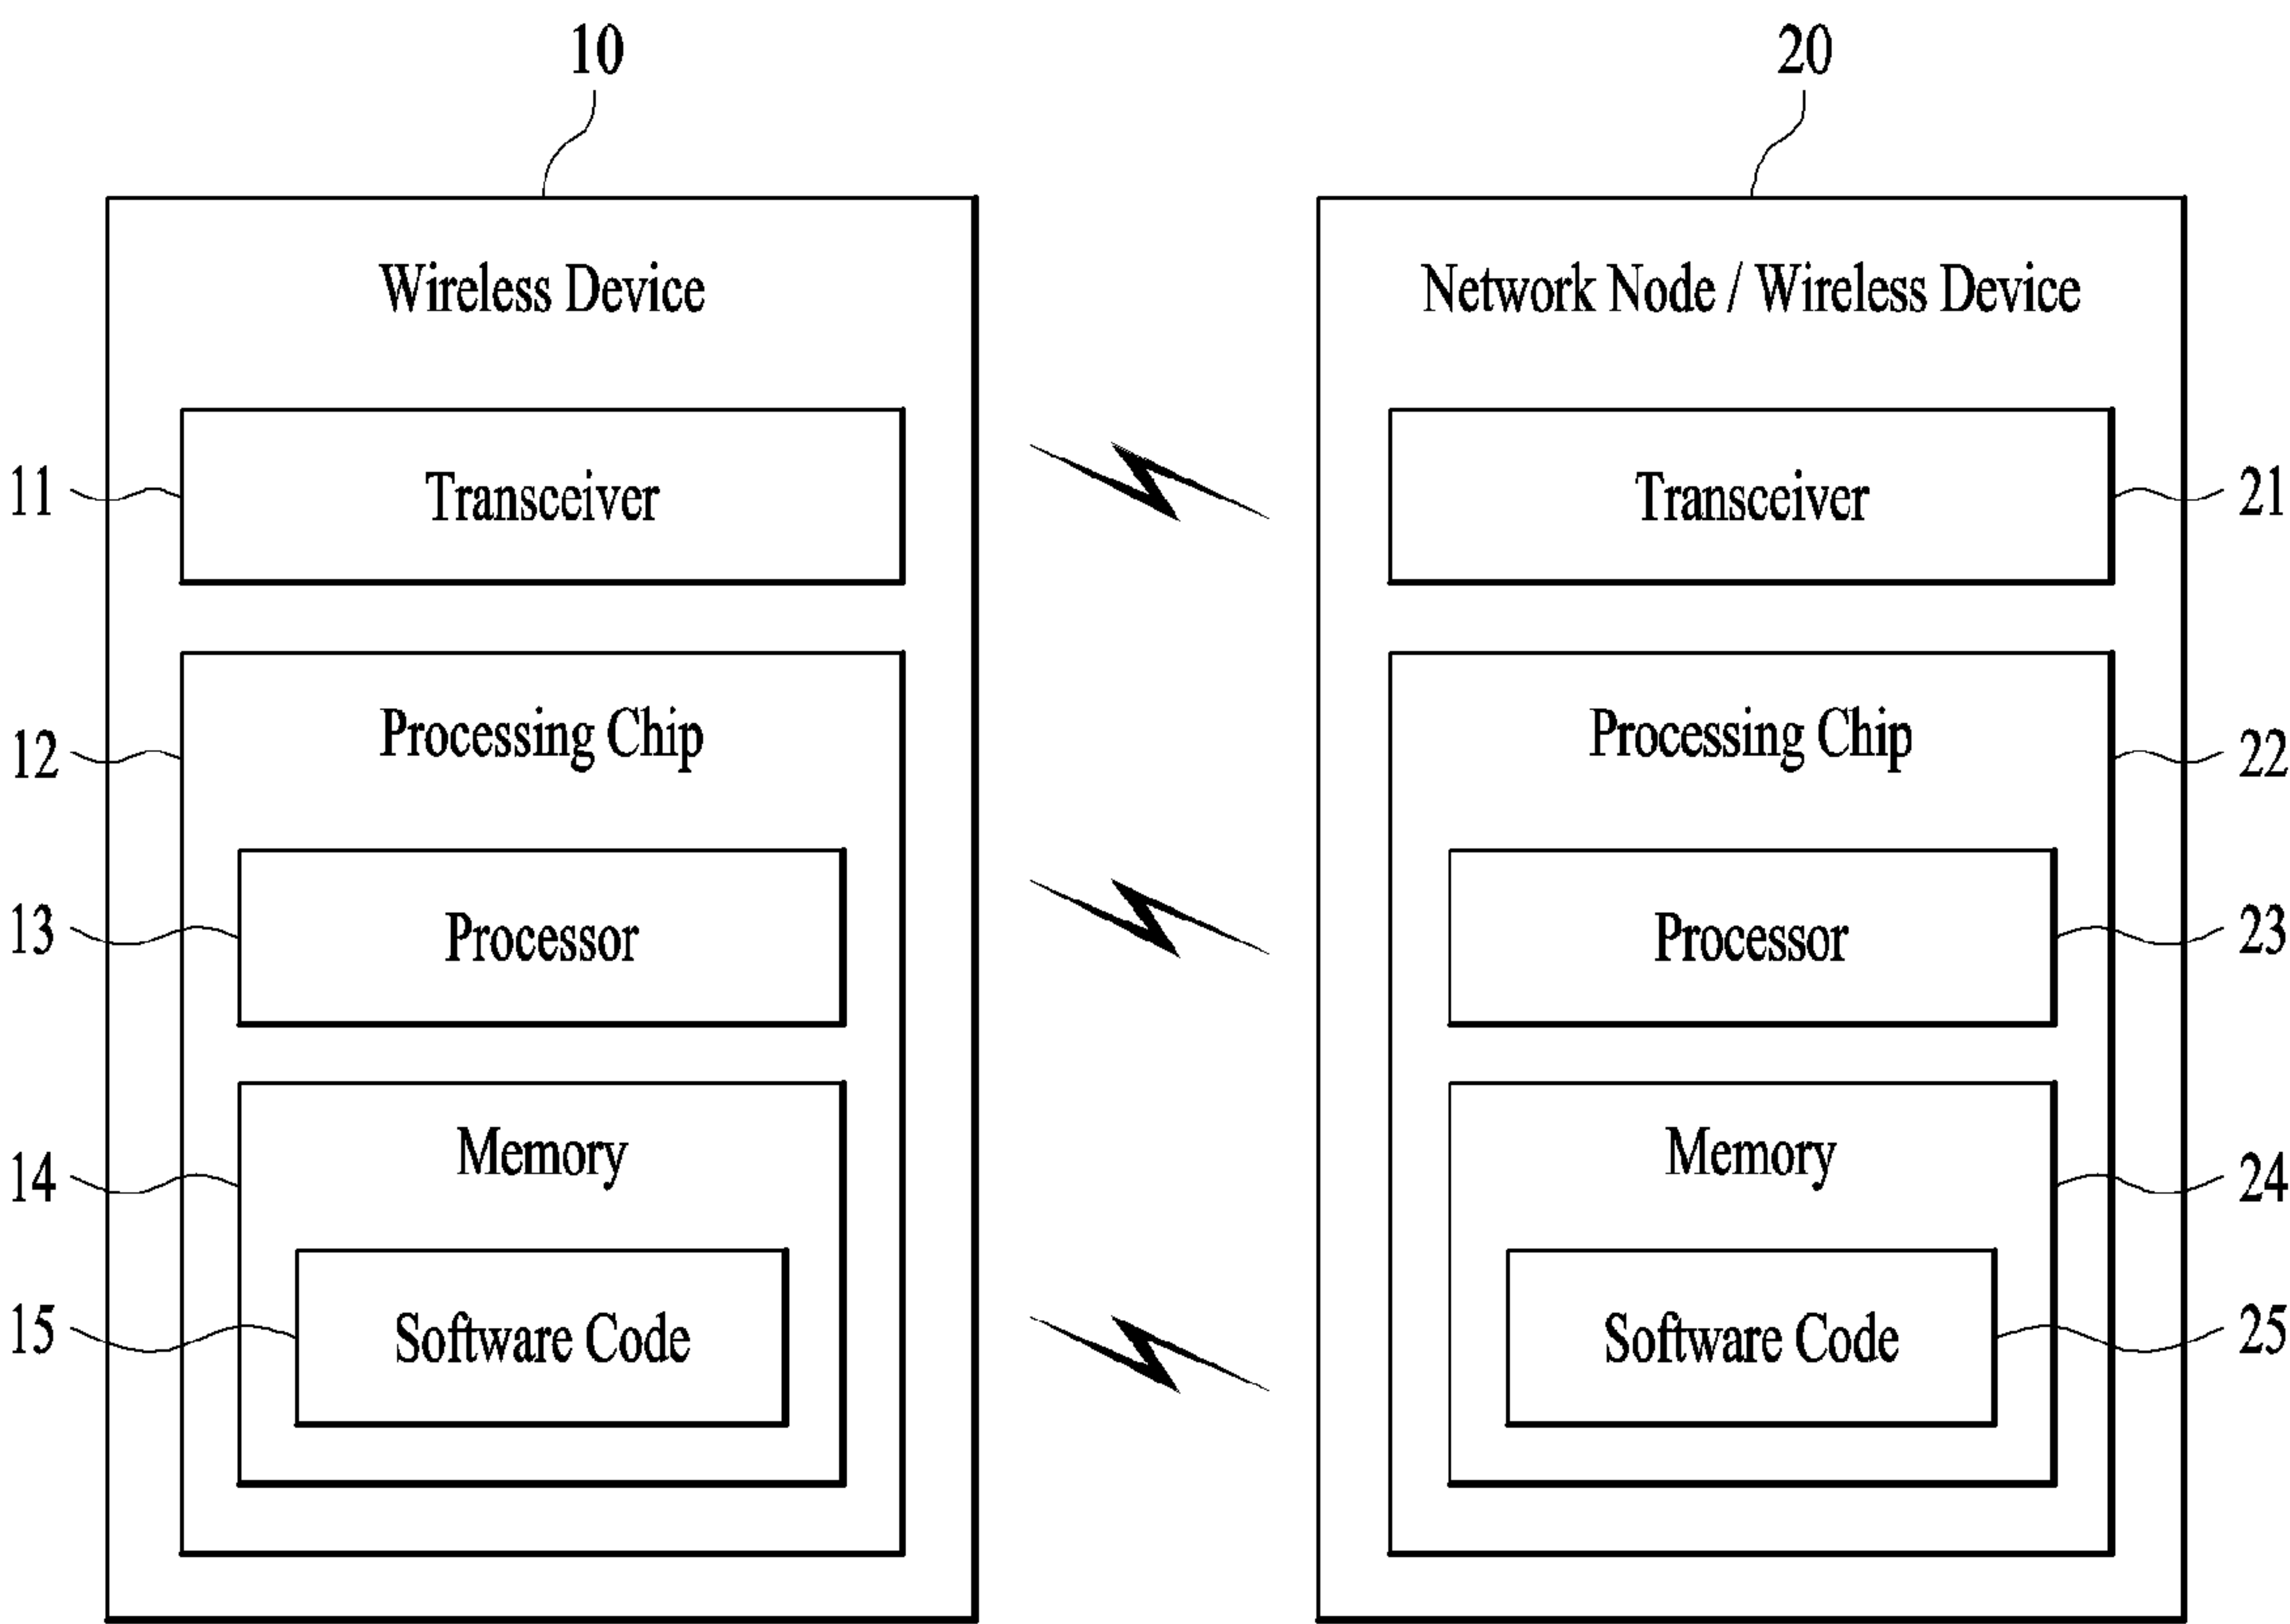 10
20
Wireless Device
Network Node / Wireless Device
11
Transceiver
Transceiver
21
12
Processing Chip
Processing Chip
22
13
Processor
Processor
23
14
Memory
Memory
24
15
Software Code
Software Code
25